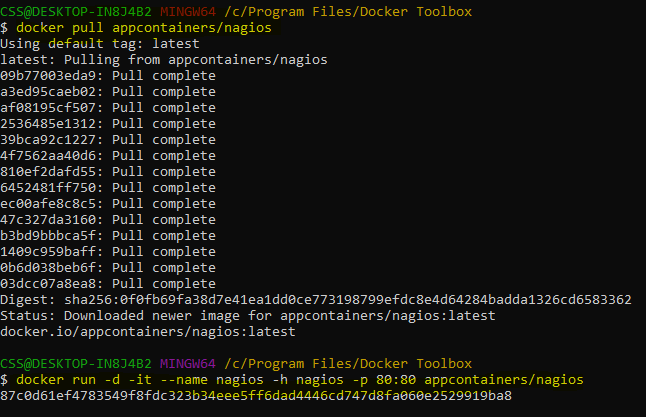 CSS@DESKTOP-IN8J4B2 MINGW64 /c/Program Files/Docker Toolbox
$ docker pull appcontainers/nagios
Using default tag: latest
latest: Pulling from appcontainers/nagios
09b77003eda9: Pull complete
a3ed95caeb02: Pull complete
af08195cf507: Pull complete
2536485e1312: Pull complete
39bca92c1227: Pull complete
4f7562aa40d6: Pull complete
810ef2dafd55: Pull complete
6452481ff750: Pull complete
ec00afe8c8c5: Pull complete
47c327da3160: Pull complete
b3bd9bbbca5f: Pull complete
1409c959baff: Pull complete
0b6d038beb6f: Pull complete
03dcc07a8ea8: Pull complete
Digest: sha256:0f0fb69fa38d7e41ea1dd0ce773198799efdc8e4d64284badda1326cd6583362
Status: Downloaded newer image for appcontainers/nagios:latest
docker.io/appcontainers/nagios:latest
CSS@DESKTOP-IN8J4B2 MINGW64 /c/Program Files/Docker Toolbox
$ docker run -d -it --name nagios -h nagios -p 80:80 appcontainers/nagios
87c0d61ef4783549f8fdc323b34eee5ff6dad4446cd747d8fa060e2529919ba8